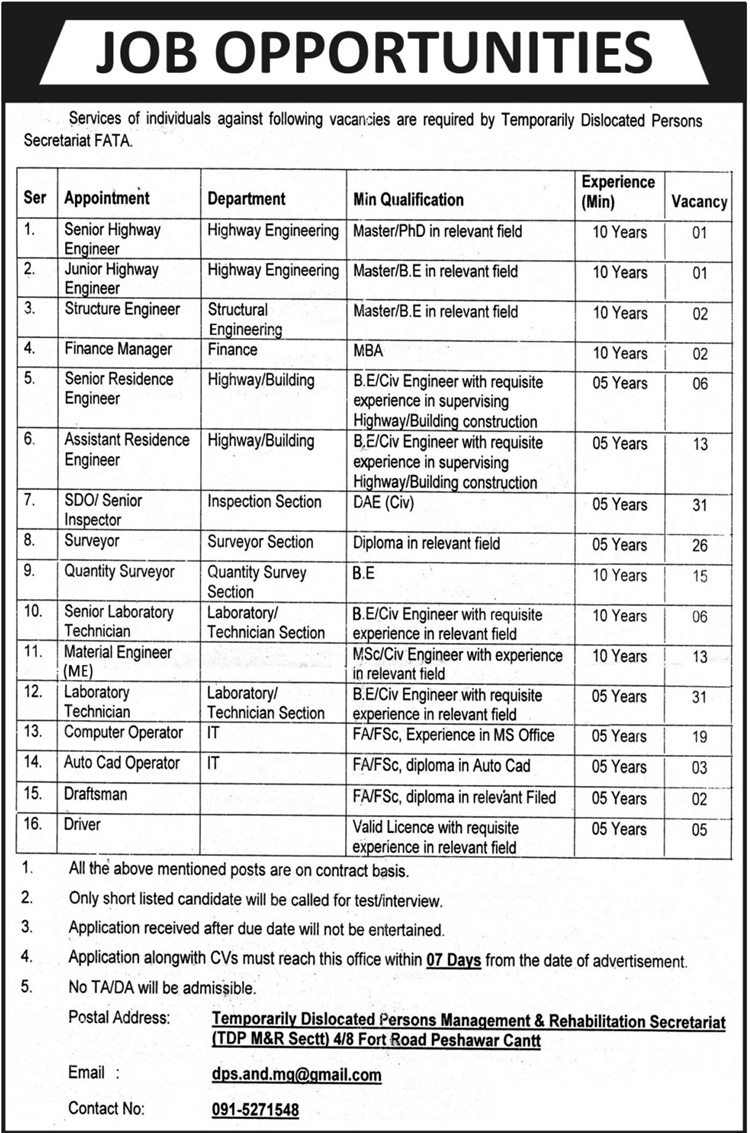 JOB OPPORTUNITIES
Services of individuals against following vacancies are required by Temporarily Dislocated Persons
Secretariat FATA.
Ser Appointment Department Min Qualification Experience (Min) Vacancy
1. Senior Highway Engineer Highway Engineering Master/PhD in relevant field 10 Years 01
2. Junior Highway Engineer Highway Engineering Master/B.E in relevant field 10 Years 01
3. Structure Engineer Structural Engineering Master/B.E in relevant field 10 Years 02
4. Finance Manager Finance MBA 10 Years 02
5. Senior Residence Engineer Highway/Building B.E/Civ Engineer with requisite experience in supervising Highway/Building construction 05 Years 06
6. Assistant Residence Engineer Highway/Building B.E/Civ Engineer with requisite experience in supervising Highway/Building construction 05 Years 13
7. SDO/ Senior Inspector Inspection Section DAE (Civ) 05 Years 31
8. Surveyor Surveyor Section Diploma in relevant field 05 Years 26
9. Quantity Surveyor Quantity Survey Section B.E 10 Years 15
10. Senior Laboratory Technician Laboratory/ Technician Section B.E/Civ Engineer with requisite experience in relevant field 10 Years 06
11. Material Engineer (ME) MSc/Civ Engineer with experience in relevant field 10 Years 13
12. Laboratory Technician Laboratory/ Technician Section B.E/Civ Engineer with requisite experience in relevant field 05 Years 31
13. Computer Operator IT FA/FSc, Experience in MS Office 05 Years 19
14. Auto Cad Operator IT FA/FSc, diploma in Auto Cad 05 Years 03
15. Draftsman FA/FSc, diploma in relevant Filed 05 Years 02
16. Driver Valid Licence with requisite experience in relevant field 05 Years 05
1. All the above mentioned posts are on contract basis.
2. Only short listed candidate will be called for test/interview.
3. Application received after due date will not be entertained.
4. Application alongwith CVs must reach this office within 07 Days from the date of advertisement.
5. No TA/DA will be admissible.
Postal Address: Temporarily Dislocated Persons Management & Rehabilitation Secretariat
(TDP M&R Sectt) 4/8 Fort Road Peshawar Cantt
Email : dps.and.mq@gmail.com
Contact No: 091-5271548